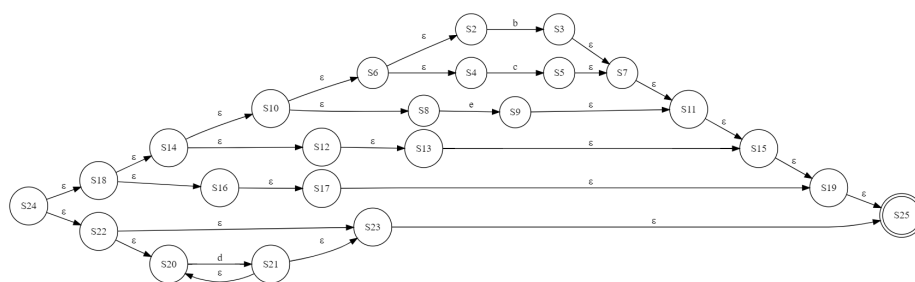 ε S2 b S3 ε
ε S6 ε S4 c S5 ε S7 ε
ε S10 ε S8 e S9 ε S11 ε
ε S14 ε S12 ε S13 ε S15 ε
ε S18 ε S16 ε S17 ε S19 ε
S24 ε S22 ε S23 ε S25
ε S20 d S21 ε
ε